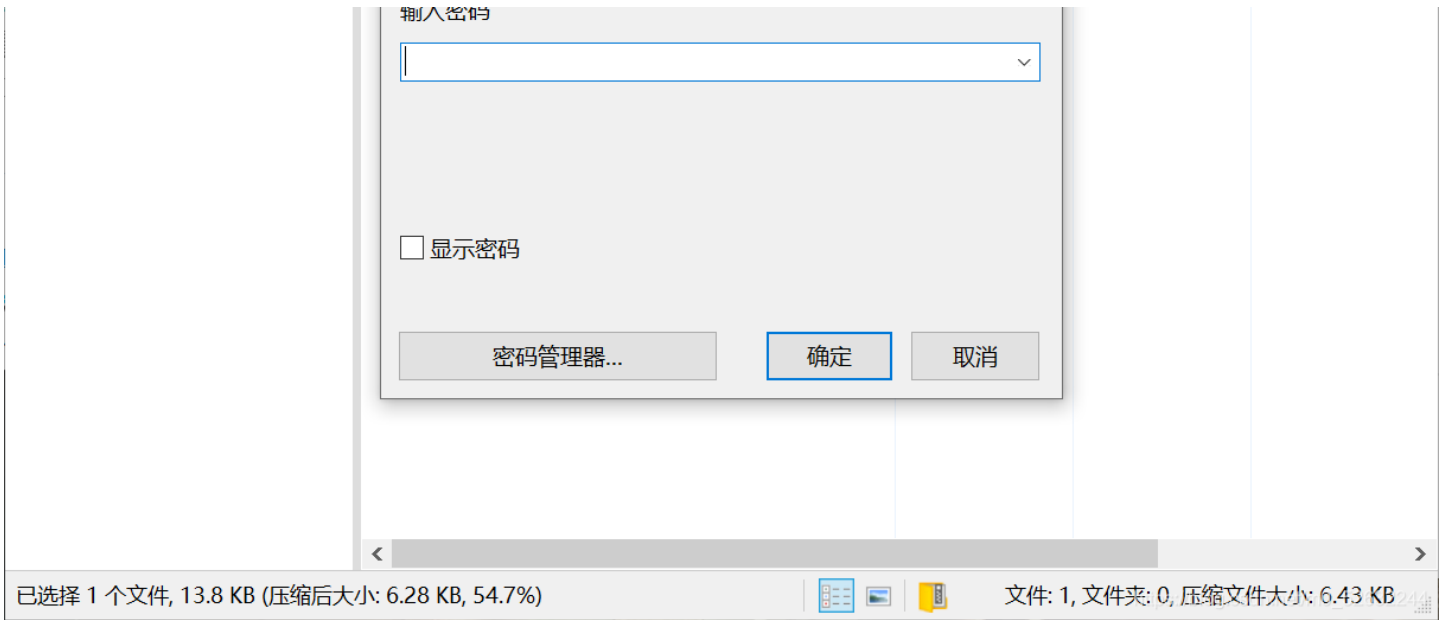 输入密码
显示密码
密码管理器...
确定
取消
已选择 1 个文件, 13.8 KB (压缩后大小: 6.28 KB, 54.7%)
文件: 1, 文件夹: 0, 压缩文件大小: 6.43 KB